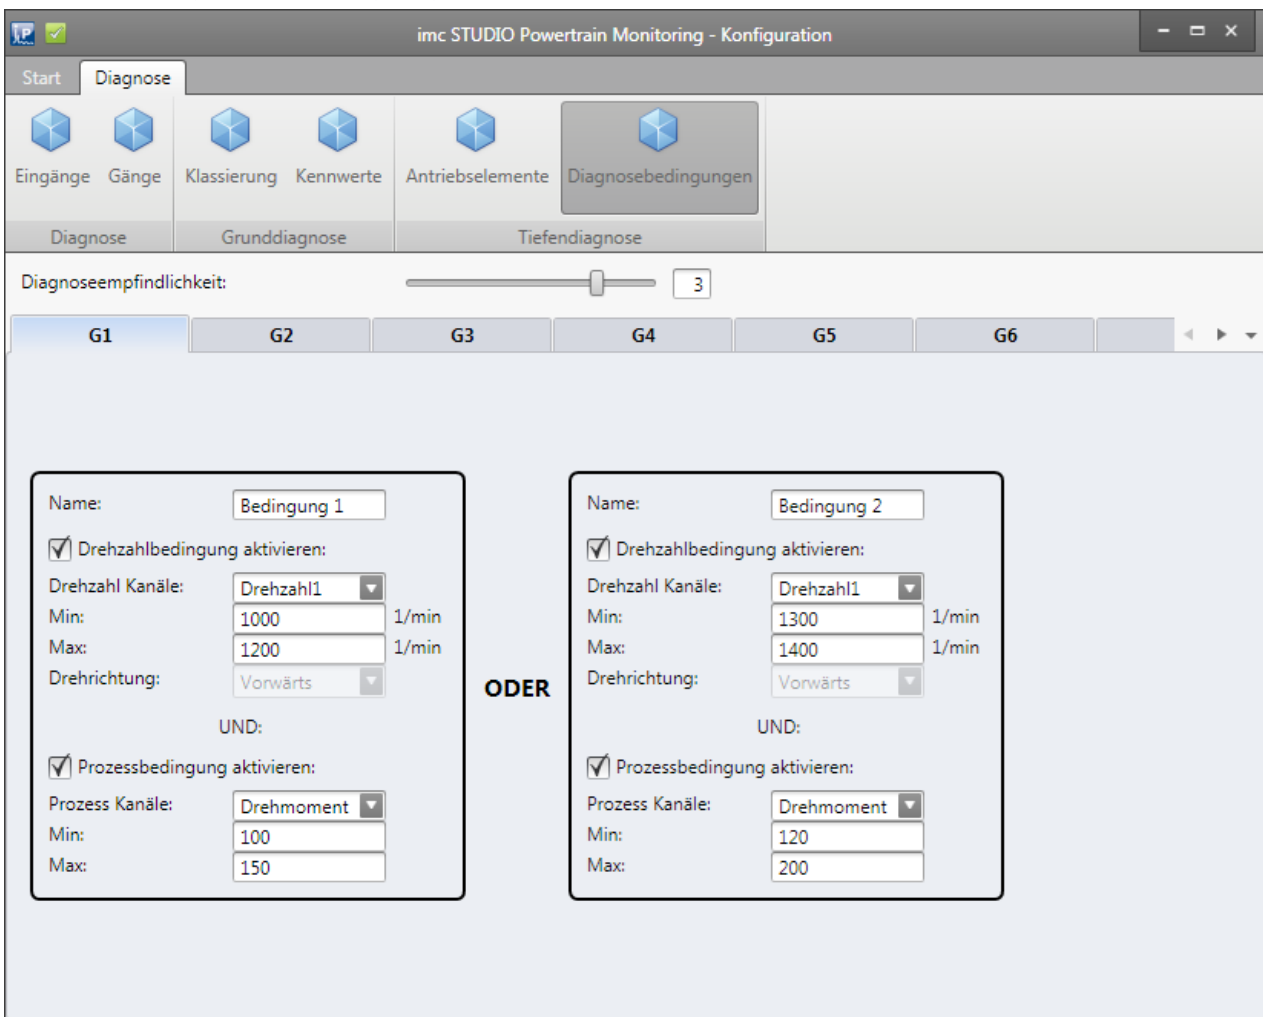 imc STUDIO Powertrain Monitoring - Konfiguration
Start Diagnose
Eingänge Gänge Klassierung Kennwerte Antriebselemente Diagnosebedingungen
Diagnose Grunddiagnose Tiefendiagnose
Diagnoseempfindlichkeit: 3
G1 G2 G3 G4 G5 G6
Name: Bedingung 1
Drehzahlbedingung aktivieren:
Drehzahl Kanäle: Drehzahl1
Min: 1000 1/min
Max: 1200 1/min
Drehrichtung: Vorwärts
UND:
Prozessbedingung aktivieren:
Prozess Kanäle: Drehmoment
Min: 100
Max: 150
ODER
Name: Bedingung 2
Drehzahlbedingung aktivieren:
Drehzahl Kanäle: Drehzahl1
Min: 1300 1/min
Max: 1400 1/min
Drehrichtung: Vorwärts
UND:
Prozessbedingung aktivieren:
Prozess Kanäle: Drehmoment
Min: 120
Max: 200